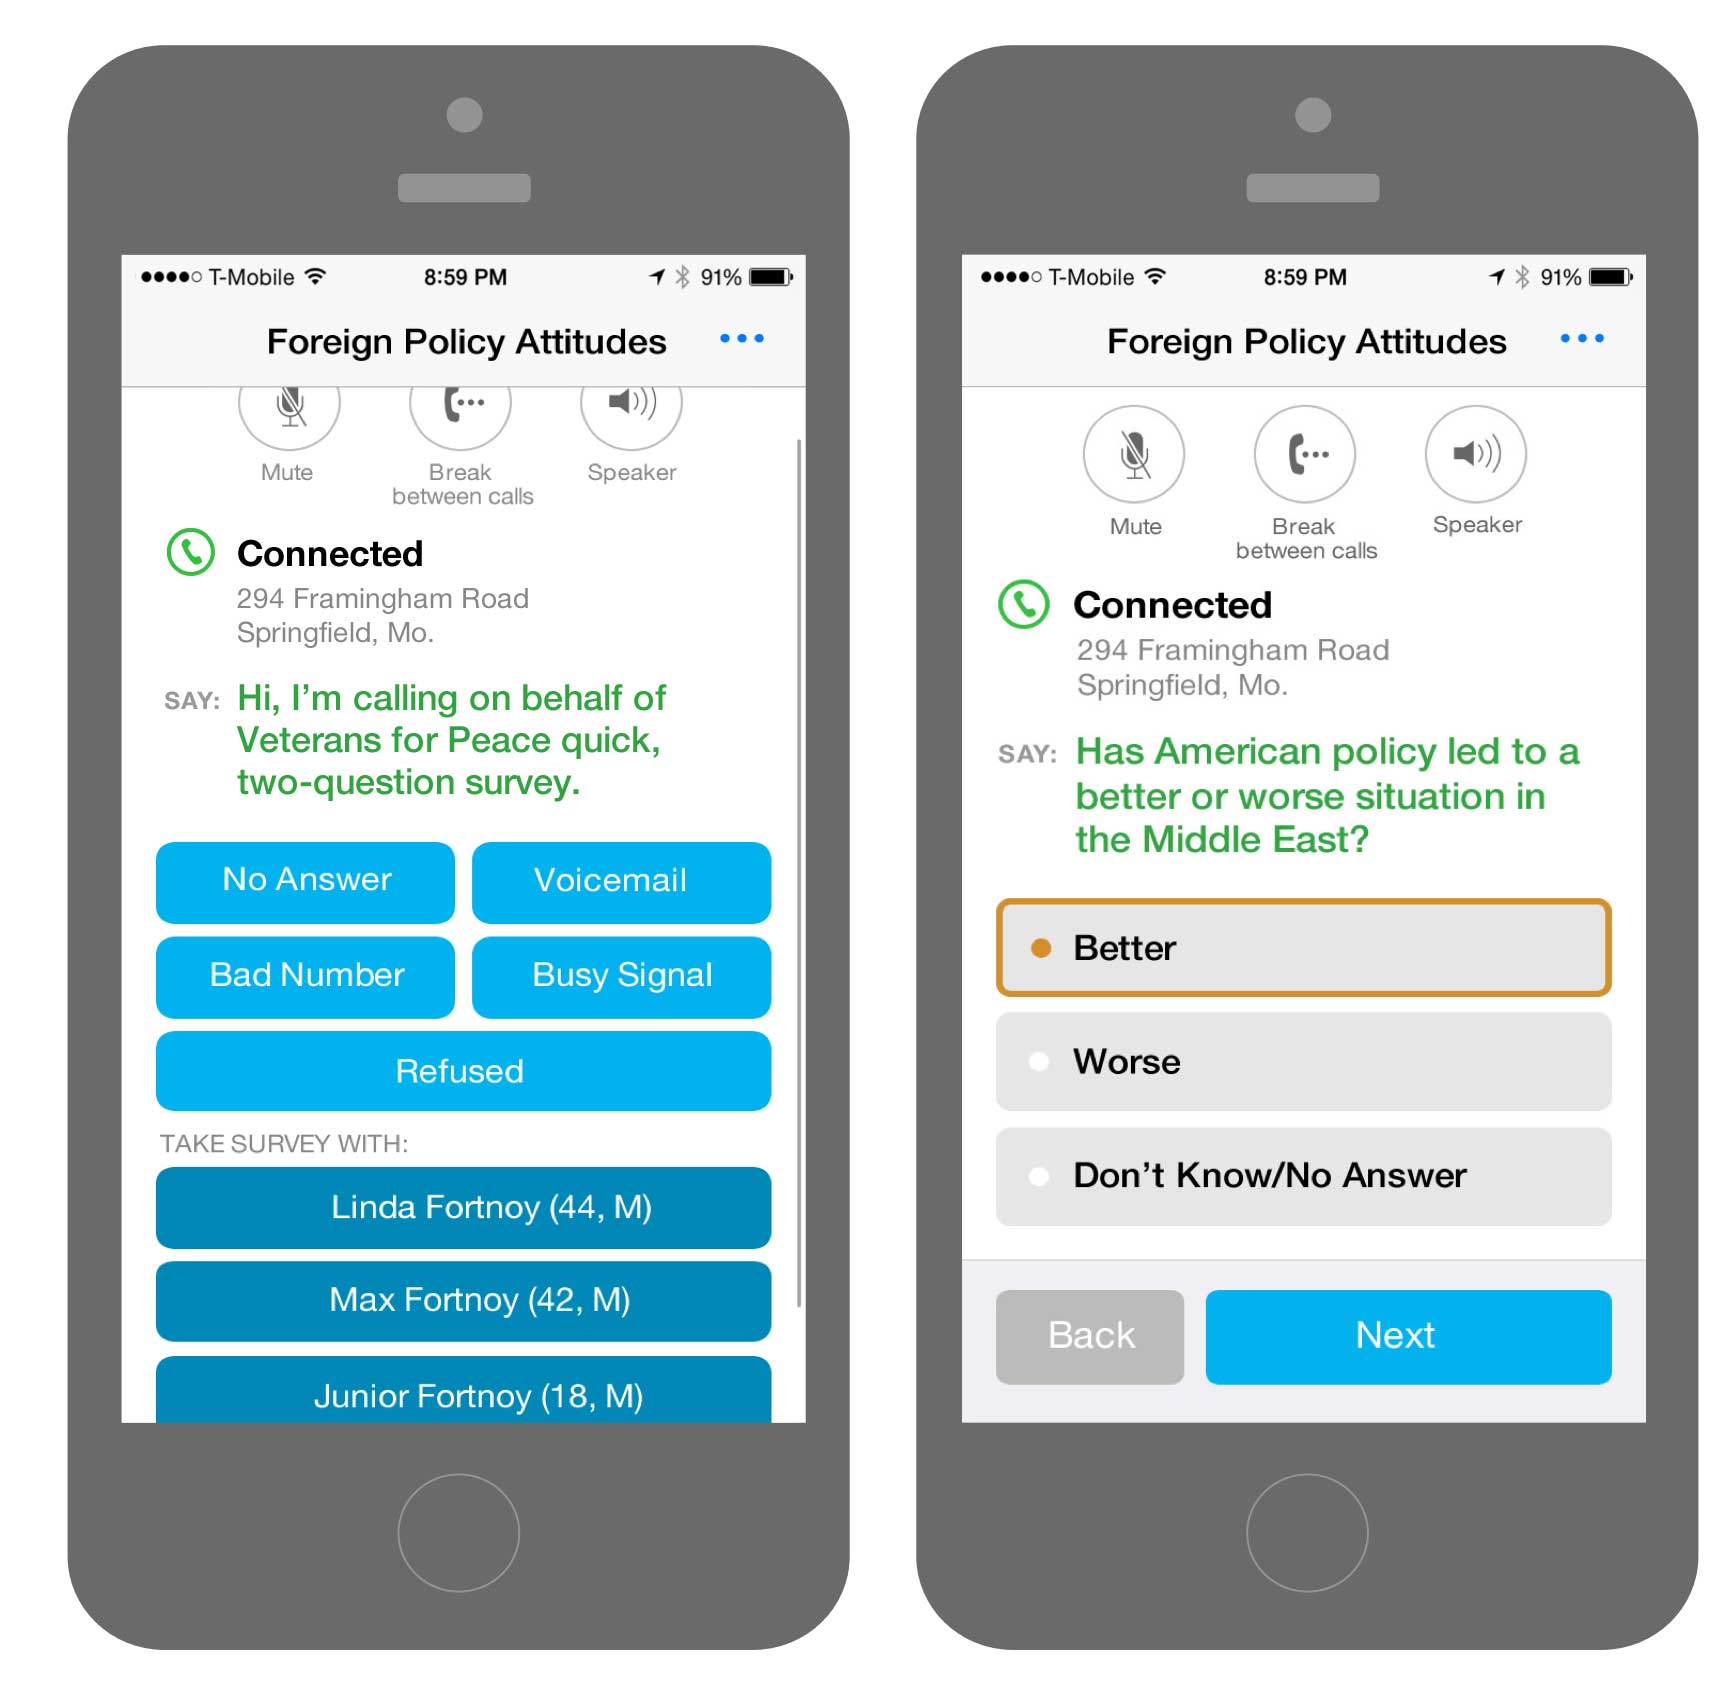 T-Mobile 8:59 PM 91%
Foreign Policy Attitudes
Mute
Break
between calls
Speaker
Connected
294 Framingham Road
Springfield, Mo.
SAY: Hi, I’m calling on behalf of
Veterans for Peace quick,
two-question survey.
No Answer
Voicemail
Bad Number
Busy Signal
Refused
TAKE SURVEY WITH:
Linda Fortnoy (44, M)
Max Fortnoy (42, M)
Junior Fortnoy (18, M)
T-Mobile 8:59 PM 91%
Foreign Policy Attitudes
Mute
Break
between calls
Speaker
Connected
294 Framingham Road
Springfield, Mo.
SAY: Has American policy led to a
better or worse situation in
the Middle East?
Better
Worse
Don’t Know/No Answer
Back
Next